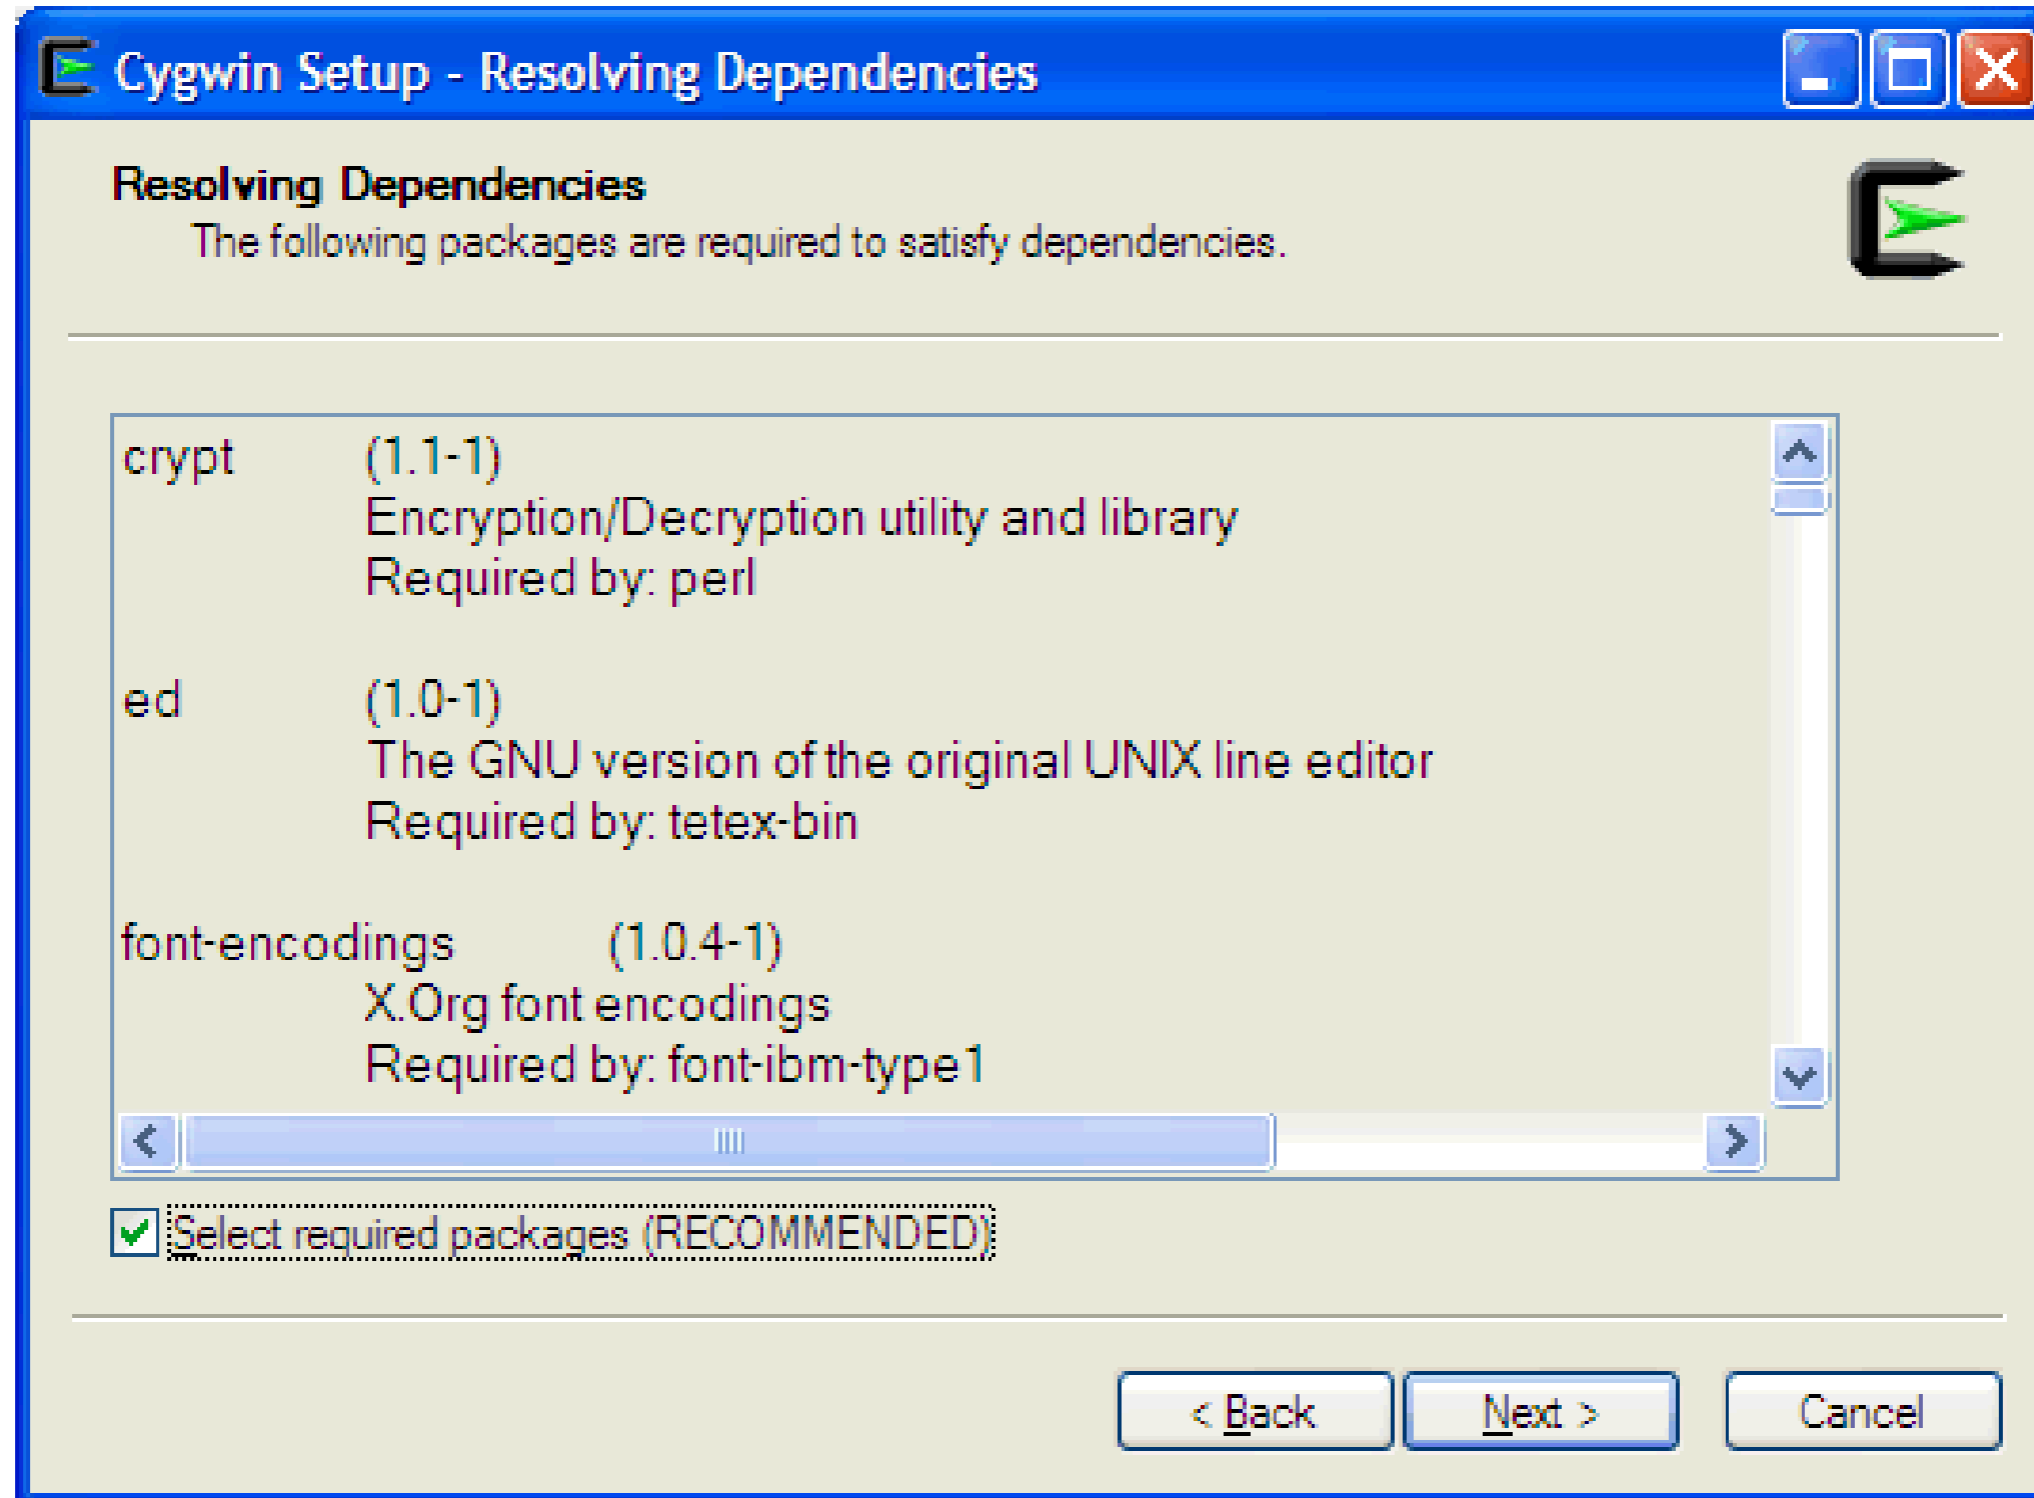 Cygwin Setup - Resolving Dependencies
Resolving Dependencies
The following packages are required to satisfy dependencies.
crypt (1.1-1)
Encryption/Decryption utility and library
Required by: perl
ed (1.0-1)
The GNU version of the original UNIX line editor
Required by: tetex-bin
font-encodings (1.0.4-1)
X.Org font encodings
Required by: font-ibm-type1
Select required packages (RECOMMENDED)
< Back Next > Cancel